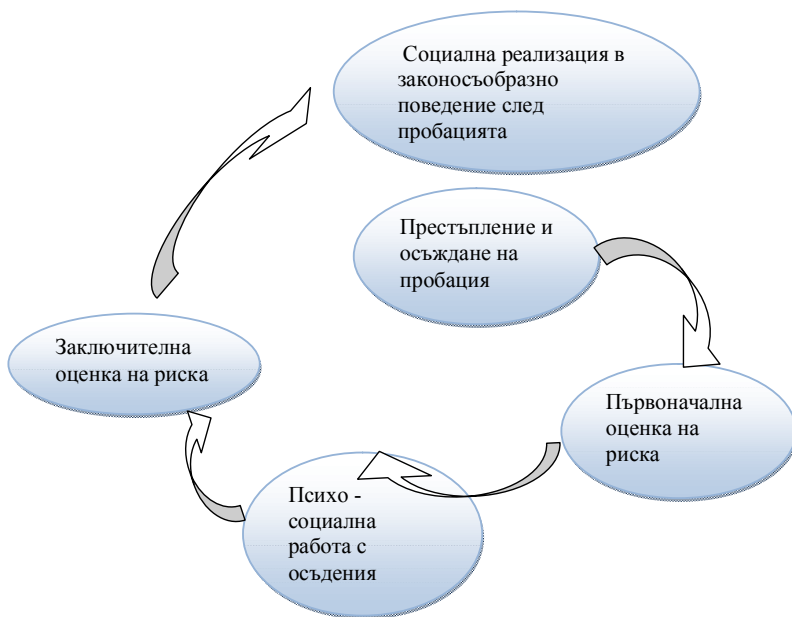 Социална реализация в
законосъобразно
поведение след
пробацията
Престъпление и
осъждане на
пробация
Първоначална
оценка на
риска
Психо -
социална
работа с
осъдения
Заключителна
оценка на риска